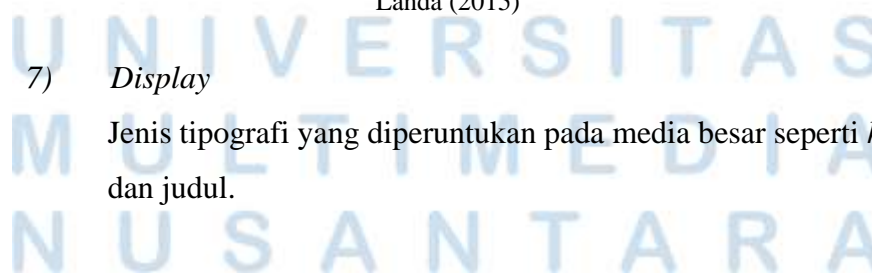 Landa (2015)
UNIVERSITAS
7) Display
Jenis tipografi yang diperuntukan pada media besar seperti
MULTIMEDIA
dan judul.
NUSANTARA